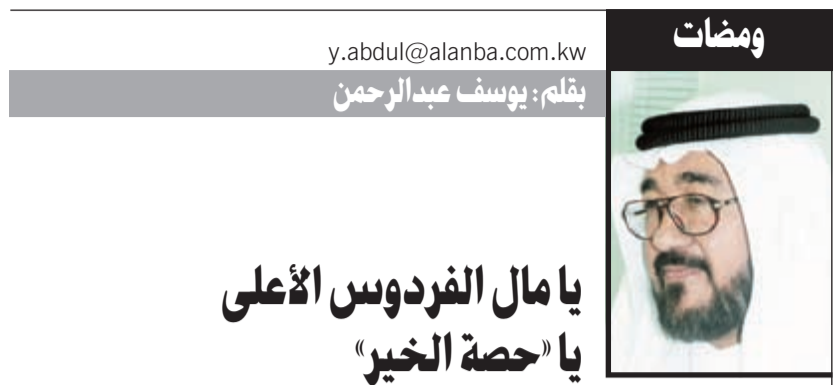 ومضات
y.abdul@alanba.com.kw
بقلم: يوسف عبدالرحمن
يا مال الفردوس الأعلى
يا «حصة الخير»